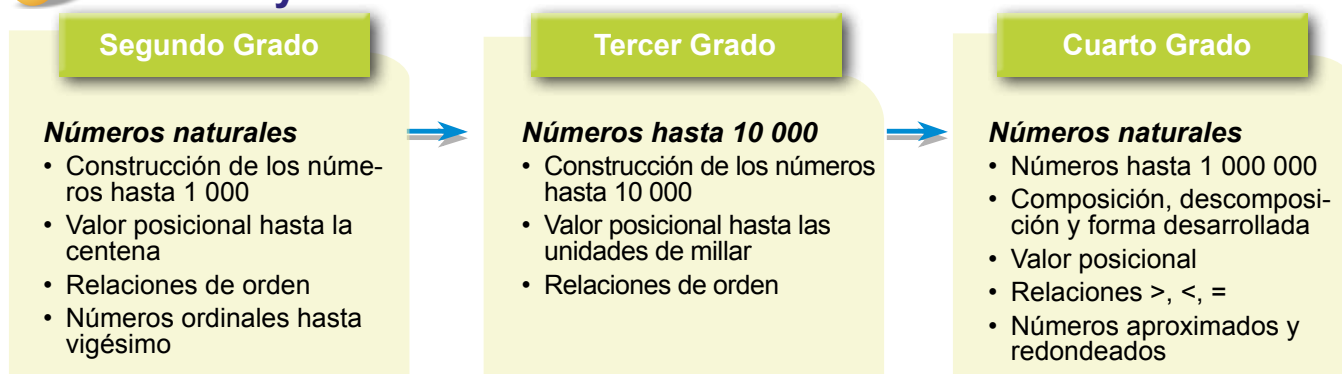 y
Segundo Grado
Números naturales
• Construcción de los núme-
ros hasta 1 000
• Valor posicional hasta la
centena
• Relaciones de orden
• Números ordinales hasta
vigésimo
Tercer Grado
Números hasta 10 000
• Construcción de los números
hasta 10 000
• Valor posicional hasta las
unidades de millar
• Relaciones de orden
Cuarto Grado
Números naturales
• Números hasta 1 000 000
• Composición, descomposi-
ción y forma desarrollada
• Valor posicional
• Relaciones >, <, =
• Números aproximados y
redondeados